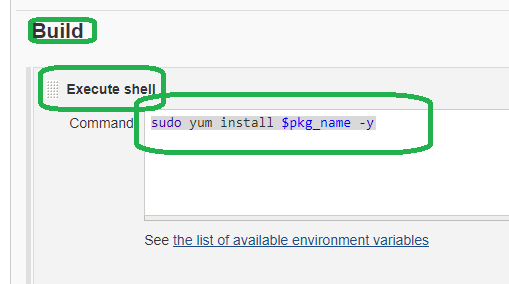 Build
Execute shell
Command
sudo yum install $pkg_name -y
See the list of available environment variables